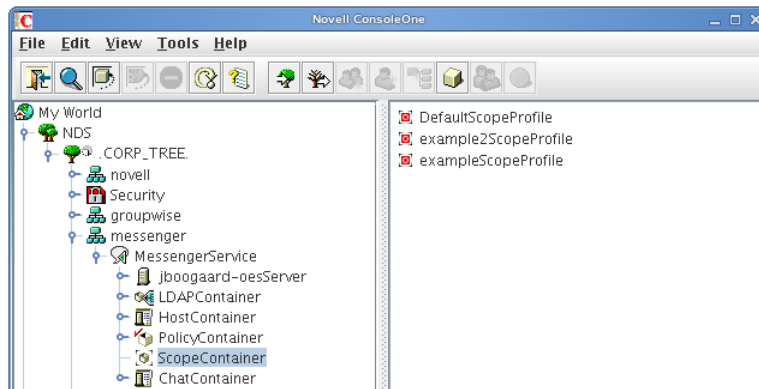 Novell ConsoleOne
File Edit View Tools Help
My World
NDS
.CORP_TREE.
novell
Security
groupwise
messenger
MessengerService
jboogaard-oesServer
LDAPContainer
HostContainer
PolicyContainer
ScopeContainer
ChatContainer
DefaultScopeProfile
example2ScopeProfile
exampleScopeProfile